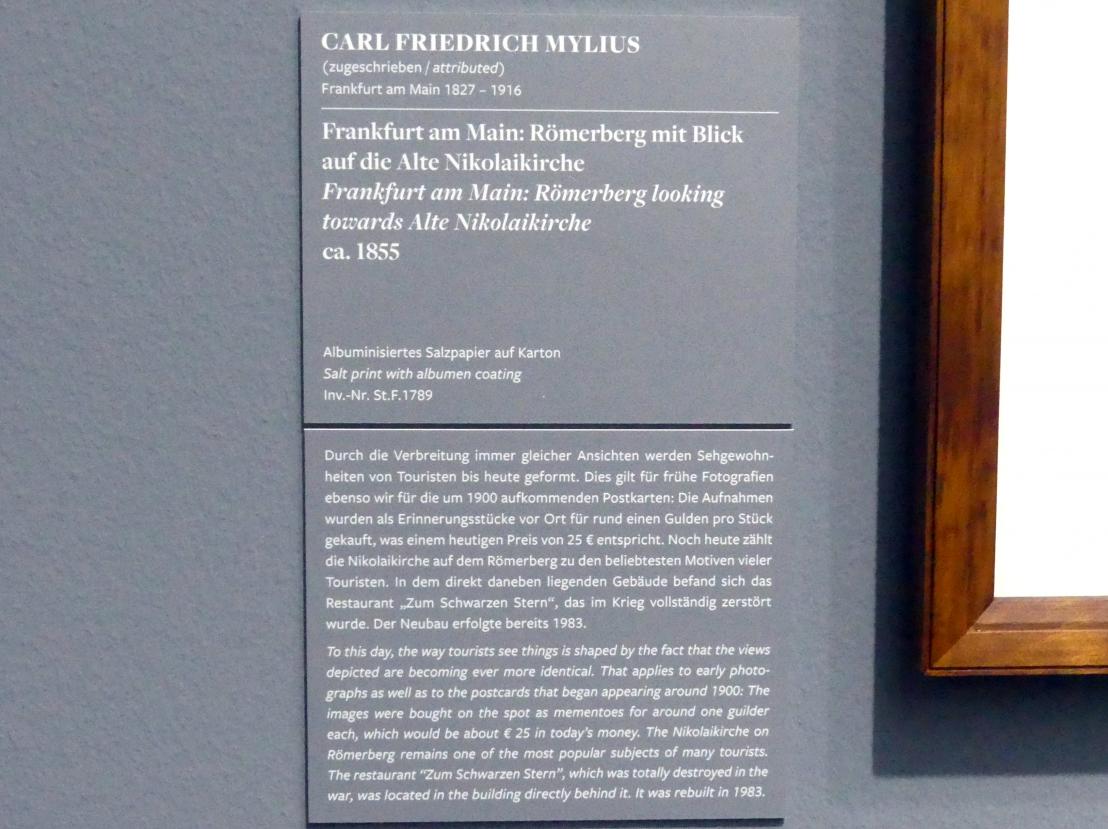 CARL FRIEDRICH MYLIUS
(zugeschrieben / attributed)
Frankfurt am Main 1827 – 1916
Frankfurt am Main: Römerberg mit Blick
auf die Alte Nikolaikirche
Frankfurt am Main: Römerberg looking
towards Alte Nikolaikirche
ca. 1855
Albuminisiertes Salzpapier auf Karton
Salt print with albumen coating
Inv.-Nr. St.F.1789
Durch die Verbreitung immer gleicher Ansichten werden Sehgewohn-
heiten von Touristen bis heute geformt. Dies gilt für frühe Fotografien
ebenso wir für die um 1900 aufkommenden Postkarten: Die Aufnahmen
wurden als Erinnerungsstücke vor Ort für rund einen Gulden pro Stück
gekauft, was einem heutigen Preis von 25 € entspricht. Noch heute zählt
die Nikolaikirche auf dem Römerberg zu den beliebtesten Motiven vieler
Touristen. In dem direkt daneben liegenden Gebäude befand sich das
Restaurant „Zum Schwarzen Stern“, das im Krieg vollständig zerstört
wurde. Der Neubau erfolgte bereits 1983.
To this day, the way tourists see things is shaped by the fact that the views
depicted are becoming ever more identical. That applies to early photo-
graphs as well as to the postcards that began appearing around 1900: The
images were bought on the spot as mementoes for around one guilder
each, which would be about € 25 in today's money. The Nikolaikirche on
Römerberg remains one of the most popular subjects of many tourists.
The restaurant “Zum Schwarzen Stern”, which was totally destroyed in the
war, was located in the building directly behind it. It was rebuilt in 1983.